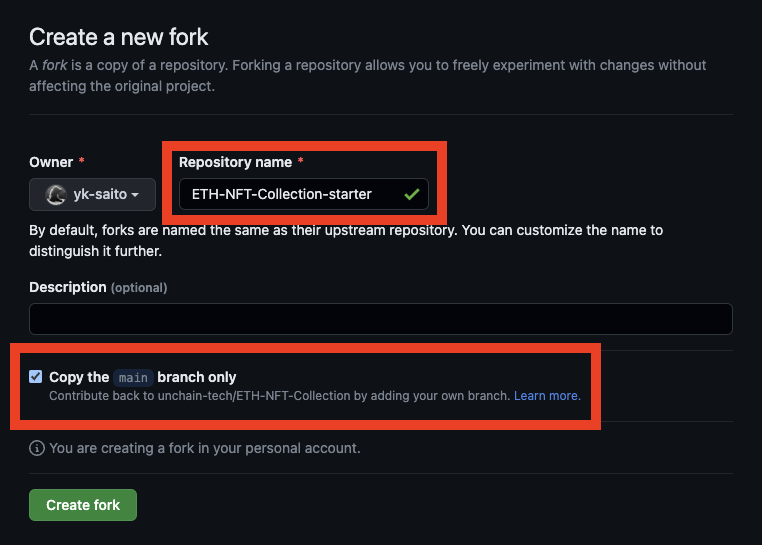 Create a new fork
A fork is a copy of a repository. Forking a repository allows you to freely experiment with changes without
affecting the original project.
Owner * Repository name *
yk-saito ETH-NFT-Collection-starter
By default, forks are named the same as their upstream repository. You can customize the name to
distinguish it further.
Description (optional)
Copy the main branch only
Contribute back to unchain-tech/ETH-NFT-Collection by adding your own branch. Learn more.
You are creating a fork in your personal account.
Create fork